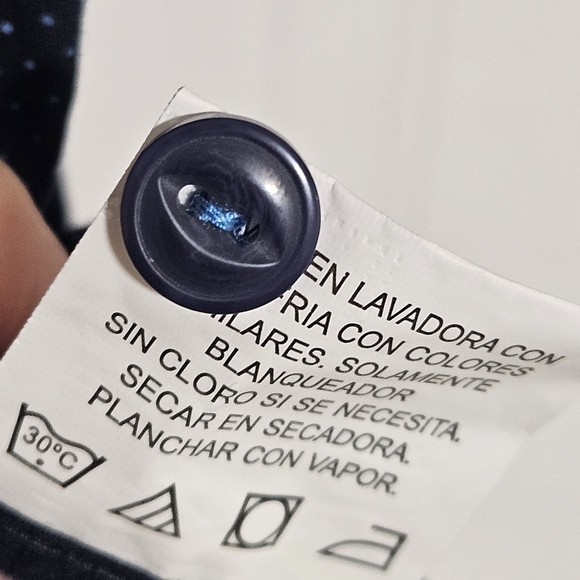 EN LAVADORA CON
FRIA CON COLORES
SIMILARES. SOLAMENTE
BLANQUEADOR
SIN CLORO SI SE NECESITA.
SECAR EN SECADORA.
PLANCHAR CON VAPOR.
30°C